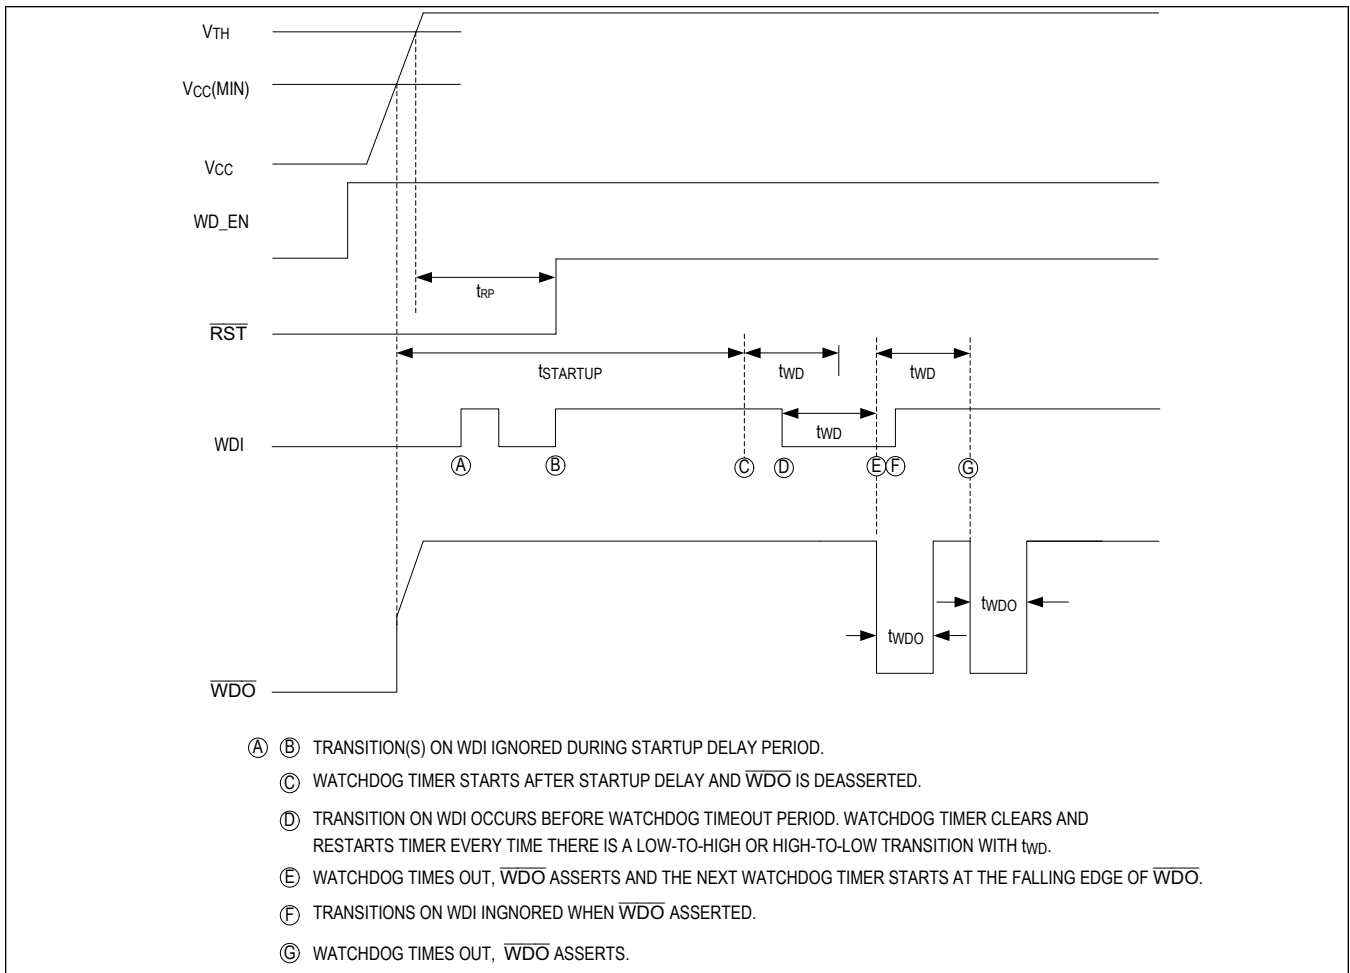 VTH
VCC(MIN)
VCC
WD_EN
tRP
RST
tSTARTUP
tWD
tWD
tWD
WDI
A
B
C
D
E
F
G
tWDO
tWDO
WDO
A B TRANSITION(S) ON WDI IGNORED DURING STARTUP DELAY PERIOD.
C WATCHDOG TIMER STARTS AFTER STARTUP DELAY AND WDO IS DEASSERTED.
D TRANSITION ON WDI OCCURS BEFORE WATCHDOG TIMEOUT PERIOD. WATCHDOG TIMER CLEARS AND
RESTARTS TIMER EVERY TIME THERE IS A LOW-TO-HIGH OR HIGH-TO-LOW TRANSITION WITH tWD.
E WATCHDOG TIMES OUT, WDO ASSERTS AND THE NEXT WATCHDOG TIMER STARTS AT THE FALLING EDGE OF WDO.
F TRANSITIONS ON WDI INGNORED WHEN WDO ASSERTED.
G WATCHDOG TIMES OUT, WDO ASSERTS.